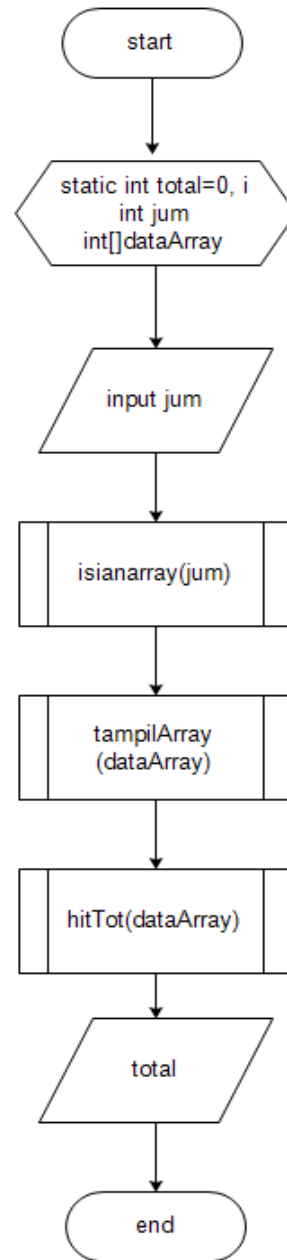 start
static int total=0, i
int jum
int[]dataArray
input jum
isianarray(jum)
tampilArray
(dataArray)
hitTot(dataArray)
total
end